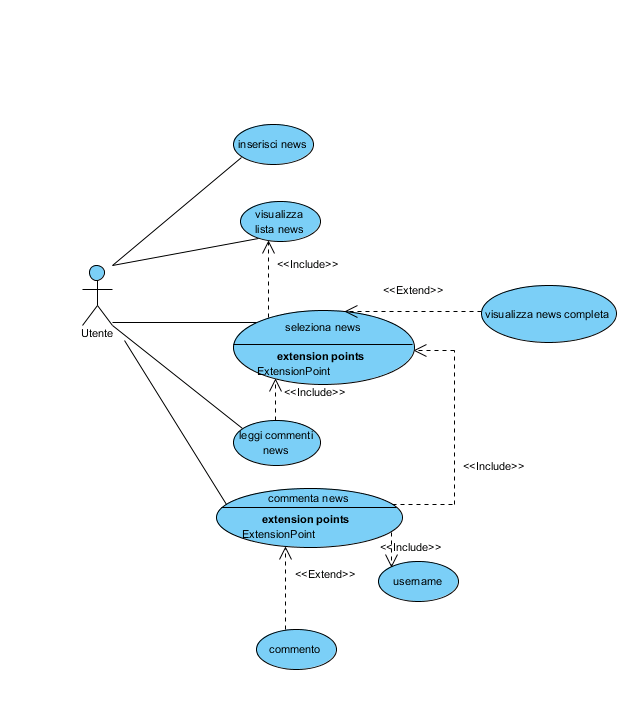 inserisci news
visualizza
lista news
<<Include>>
<<Extend>>
visualizza news completa
seleziona news
Utente
extension points
ExtensionPoint
<<Include>>
leggi commenti
news
<<Include>>
commenta news
extension points
ExtensionPoint
<<Include>>
<<Extend>>
username
commento